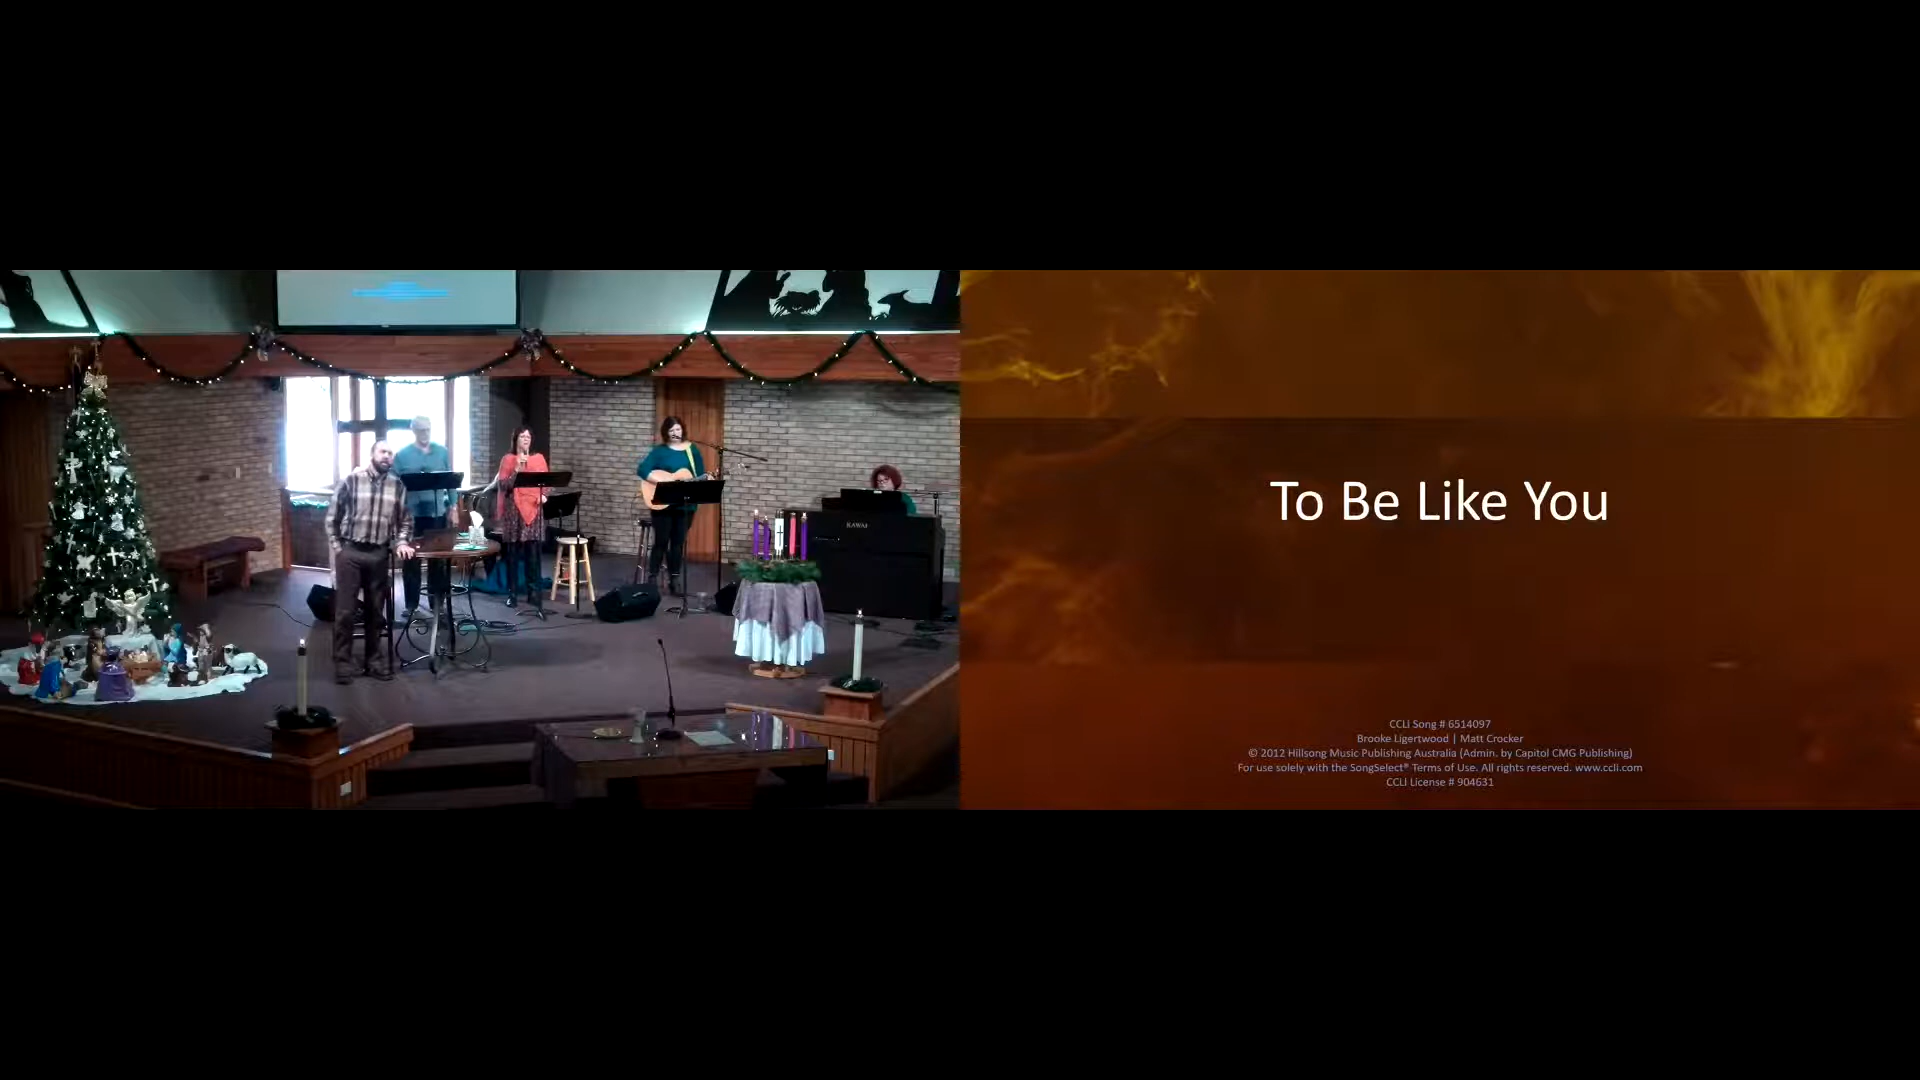 KAWAI
To Be Like You
CCLI Song # 6514097
Brooke Ligertwood | Matt Crocker
© 2012 Hillsong Music Publishing Australia (Admin. by Capitol CMG Publishing)
For use solely with the SongSelect® Terms of Use. All rights reserved. www.ccli.com
CCLI License # 904631